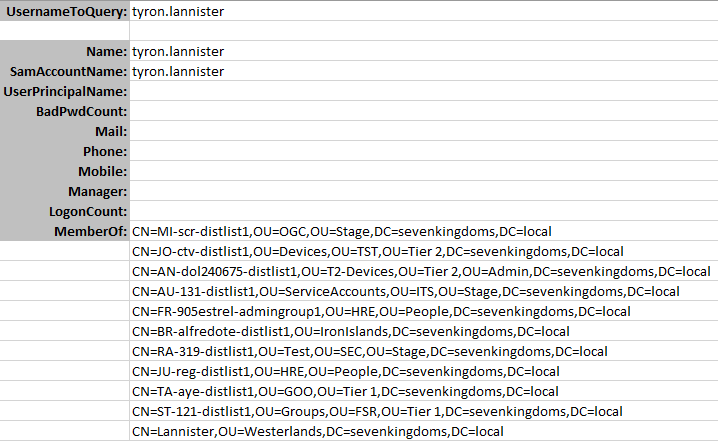 UsernameToQuery: tyron.lannister
Name: tyron.lannister
SamAccountName: tyron.lannister
UserPrincipalName:
BadPwdCount:
Mail:
Phone:
Mobile:
Manager:
LogonCount:
MemberOf: CN=MI-scr-distlist1,OU=OGC,OU=Stage,DC=sevenkingdoms,DC=local
CN=JO-ctv-distlist1,OU=Devices,OU=TST,OU=Tier 2,DC=sevenkingdoms,DC=local
CN=AN-dol240675-distlist1,OU=T2-Devices,OU=Tier 2,OU=Admin,DC=sevenkingdoms,DC=local
CN=AU-131-distlist1,OU=ServiceAccounts,OU=ITS,OU=Stage,DC=sevenkingdoms,DC=local
CN=FR-905estrel-admingroup1,OU=HRE,OU=People,DC=sevenkingdoms,DC=local
CN=BR-alfredote-distlist1,OU=IronIslands,DC=sevenkingdoms,DC=local
CN=RA-319-distlist1,OU=Test,OU=SEC,OU=Stage,DC=sevenkingdoms,DC=local
CN=JU-reg-distlist1,OU=HRE,OU=People,DC=sevenkingdoms,DC=local
CN=TA-aye-distlist1,OU=GOO,OU=Tier 1,DC=sevenkingdoms,DC=local
CN=ST-121-distlist1,OU=Groups,OU=FSR,OU=Tier 1,DC=sevenkingdoms,DC=local
CN=Lannister,OU=Westerlands,DC=sevenkingdoms,DC=local